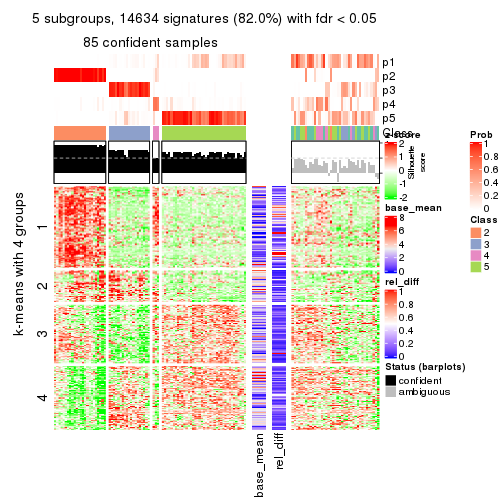 5 subgroups, 14634 signatures (82.0%) with fdr < 0.05
85 confident samples
p1
p2
p3
p4
p5
Class
z-score
2
1
0
-1
-2
Silhouette
score
k-means with 4 groups
1
2
3
4
base_mean
rel_diff
base_mean
8
6
4
2
0
rel_diff
1
0.8
0.6
0.4
0.2
0
Status (barplots)
confident
ambiguous
Prob
1
0.8
0.6
0.4
0.2
0
Class
2
3
4
5